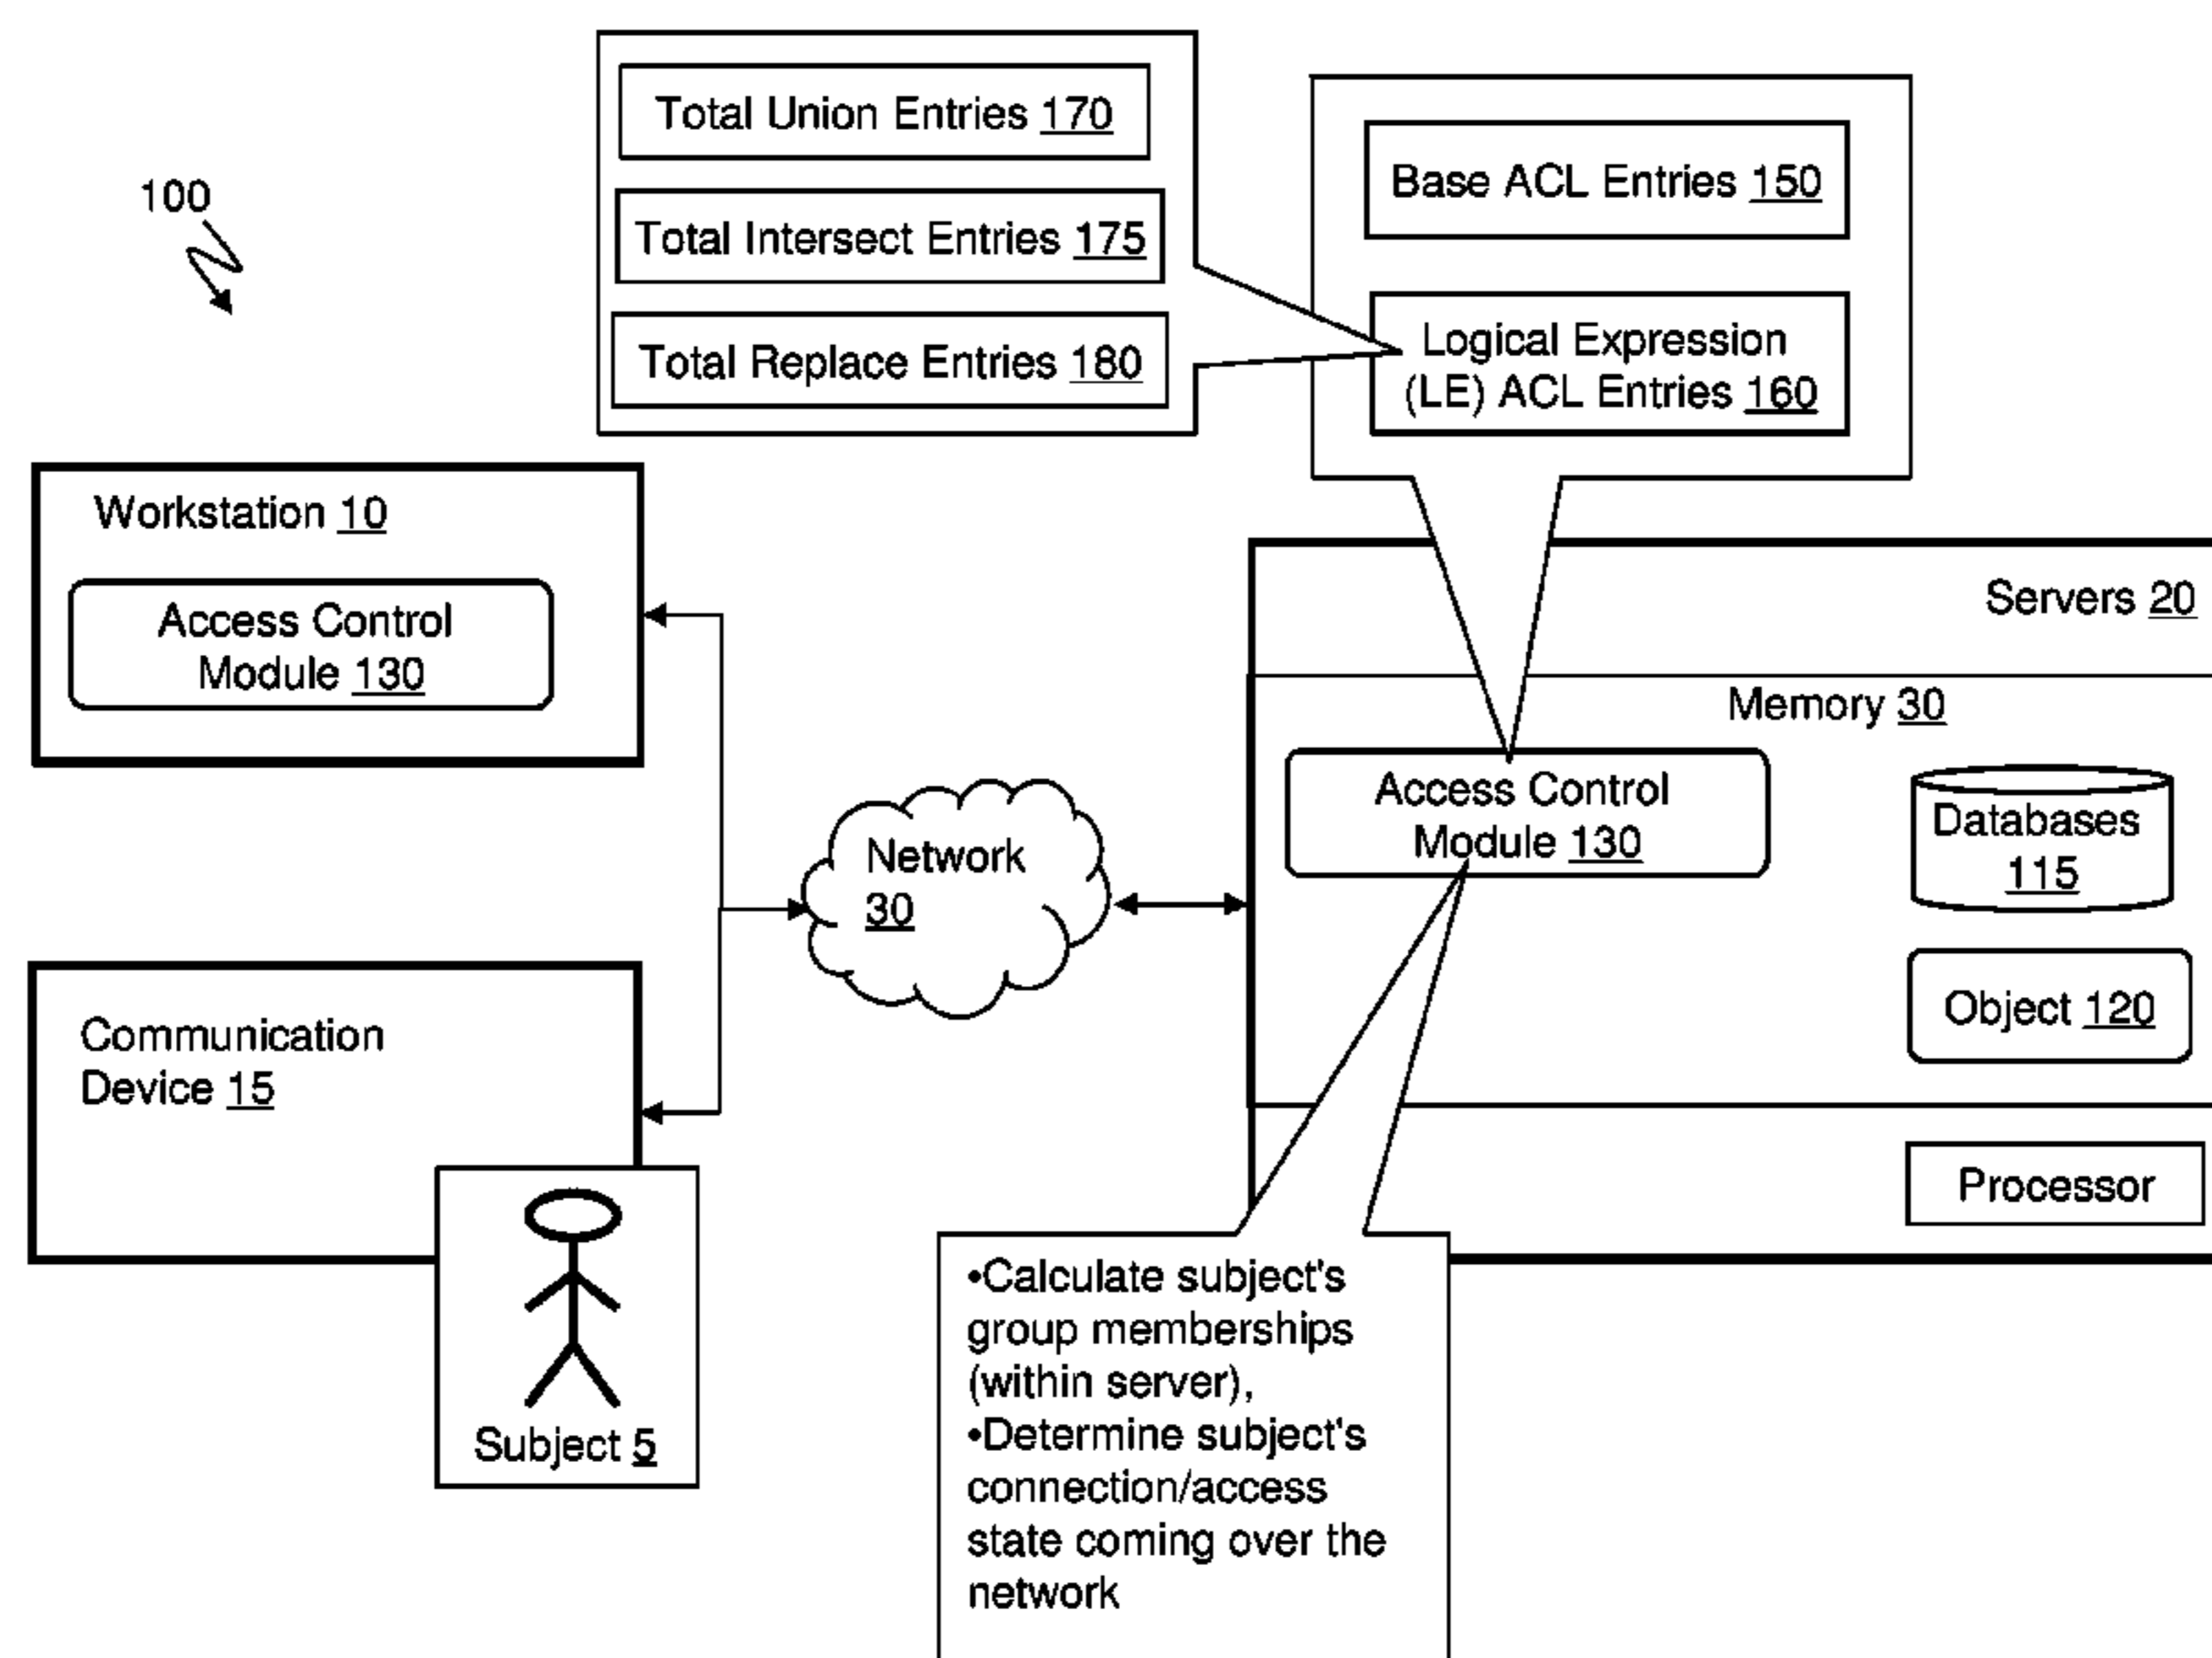 100
Total Union Entries 170
Total Intersect Entries 175
Total Replace Entries 180
Base ACL Entries 150
Logical Expression
(LE) ACL Entries 160
Workstation 10
Access Control
Module 130
Servers 20
Memory 30
Access Control
Module 130
Databases
115
Network
30
Object 120
Communication
Device 15
Processor
Subject 5
•Calculate subject's
group memberships
(within server),
•Determine subject's
connection/access
state coming over the
network